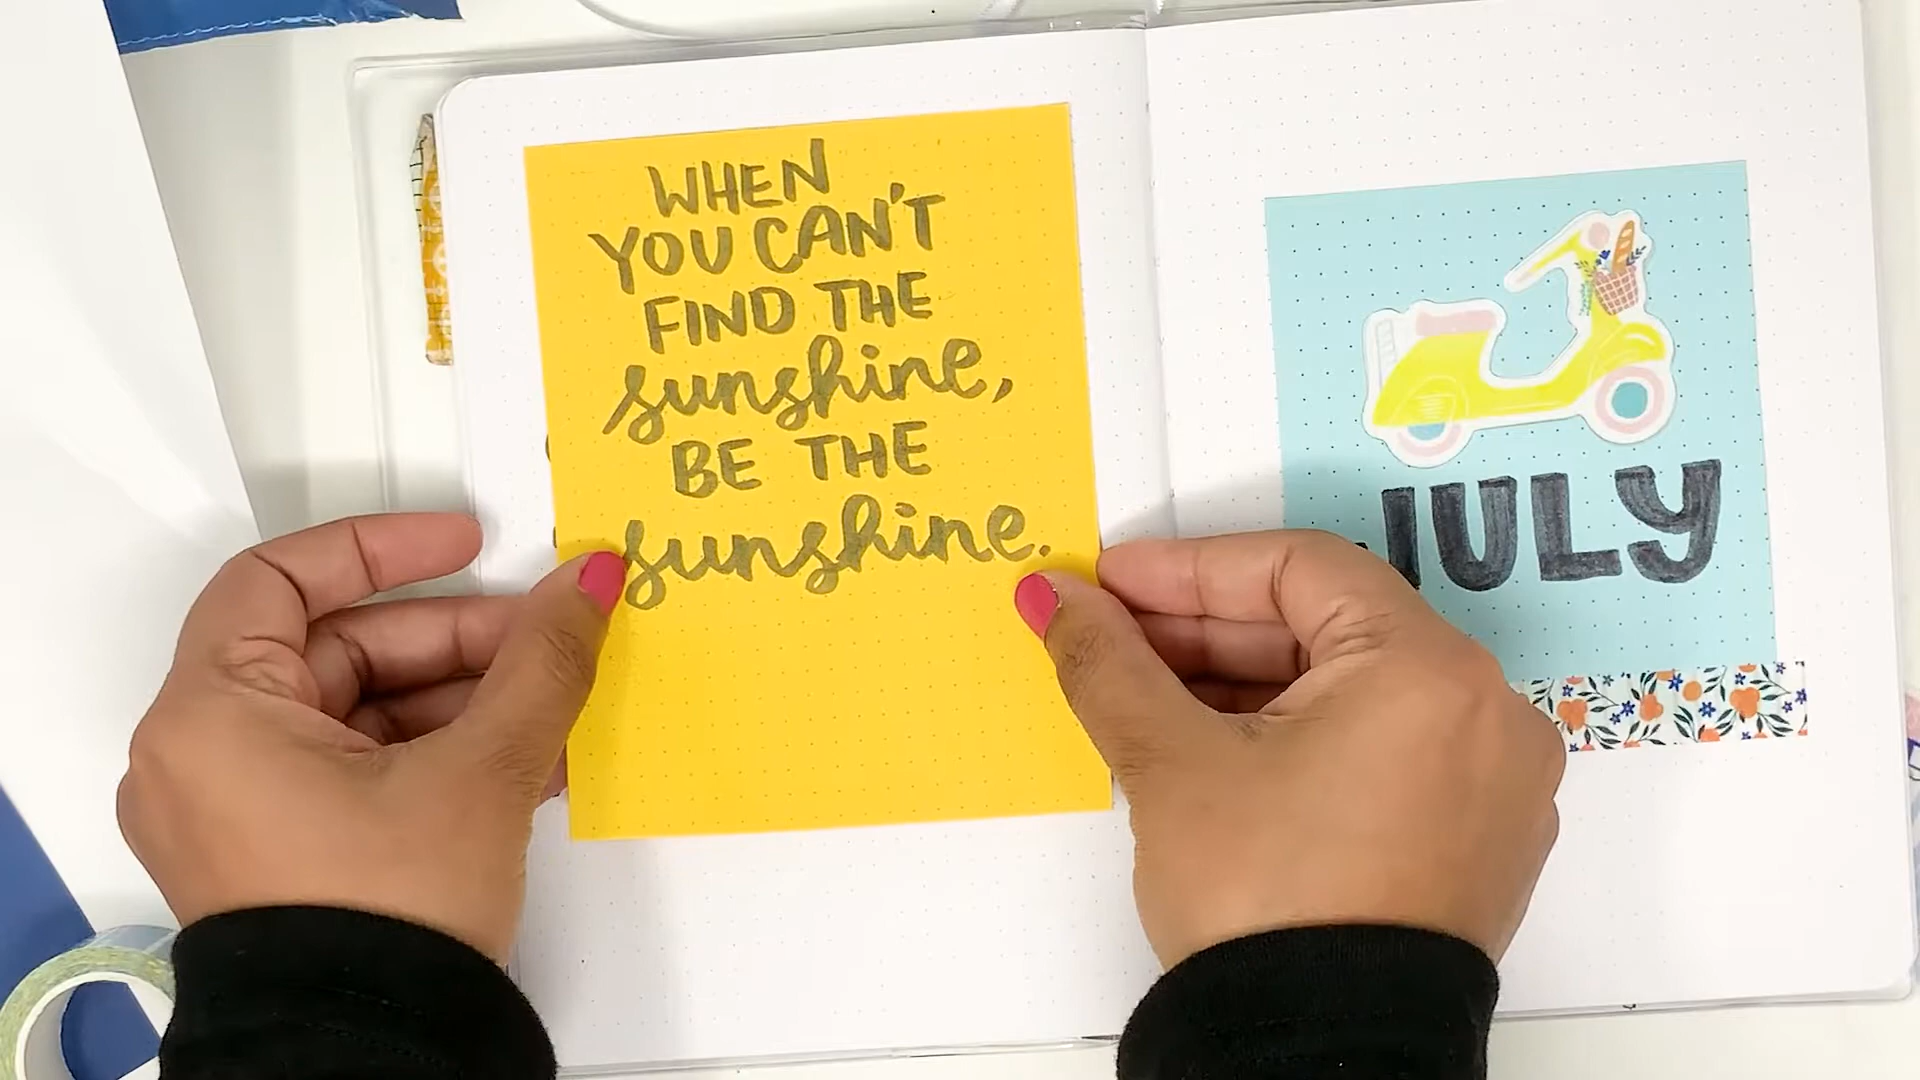 WHEN
YOU CAN'T
FIND THE
sunshine,
BE THE
sunshine.
JULY